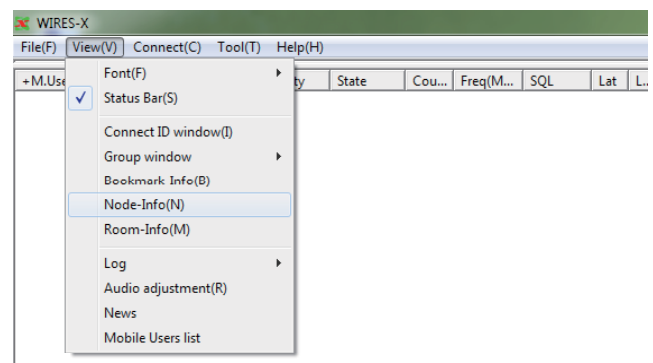 WIRES-X
File(F) View(V) Connect(C) Tool(T) Help(H)
+M.Use ty State Cou... Freq(M... SQL Lat L..
Font(F)
Status Bar(S)
Connect ID window(I)
Group window
Bookmark Info(B)
Node-Info(N)
Room-Info(M)
Log
Audio adjustment(R)
News
Mobile Users list